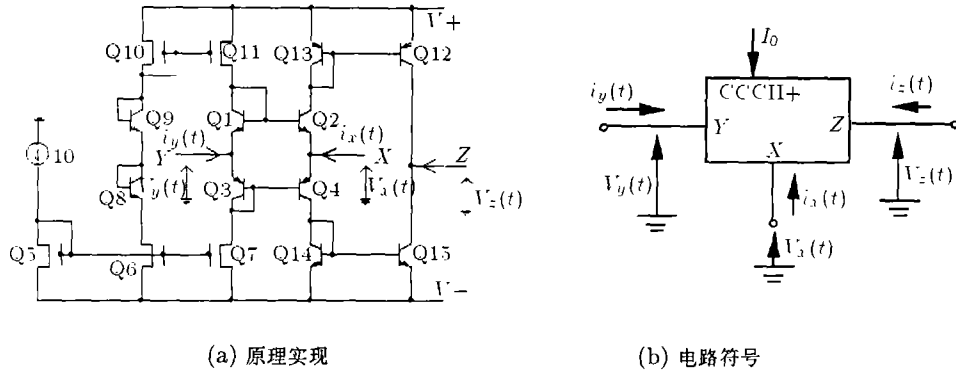 V+
Q10
Q11
Q13
Q12
Q9
Q1
Q2
10
i_y(t)
Y
i_x(t)
X
Z
Q8
V_y(t)
Q3
Q4
V_x(t)
V_z(t)
Q5
Q6
Q7
Q14
Q15
V−
(a) 原理实现
I_0
i_y(t)
CCCII+
i_z(t)
Y
Z
X
V_y(t)
i_x(t)
V_z(t)
V_x(t)
(b) 电路符号